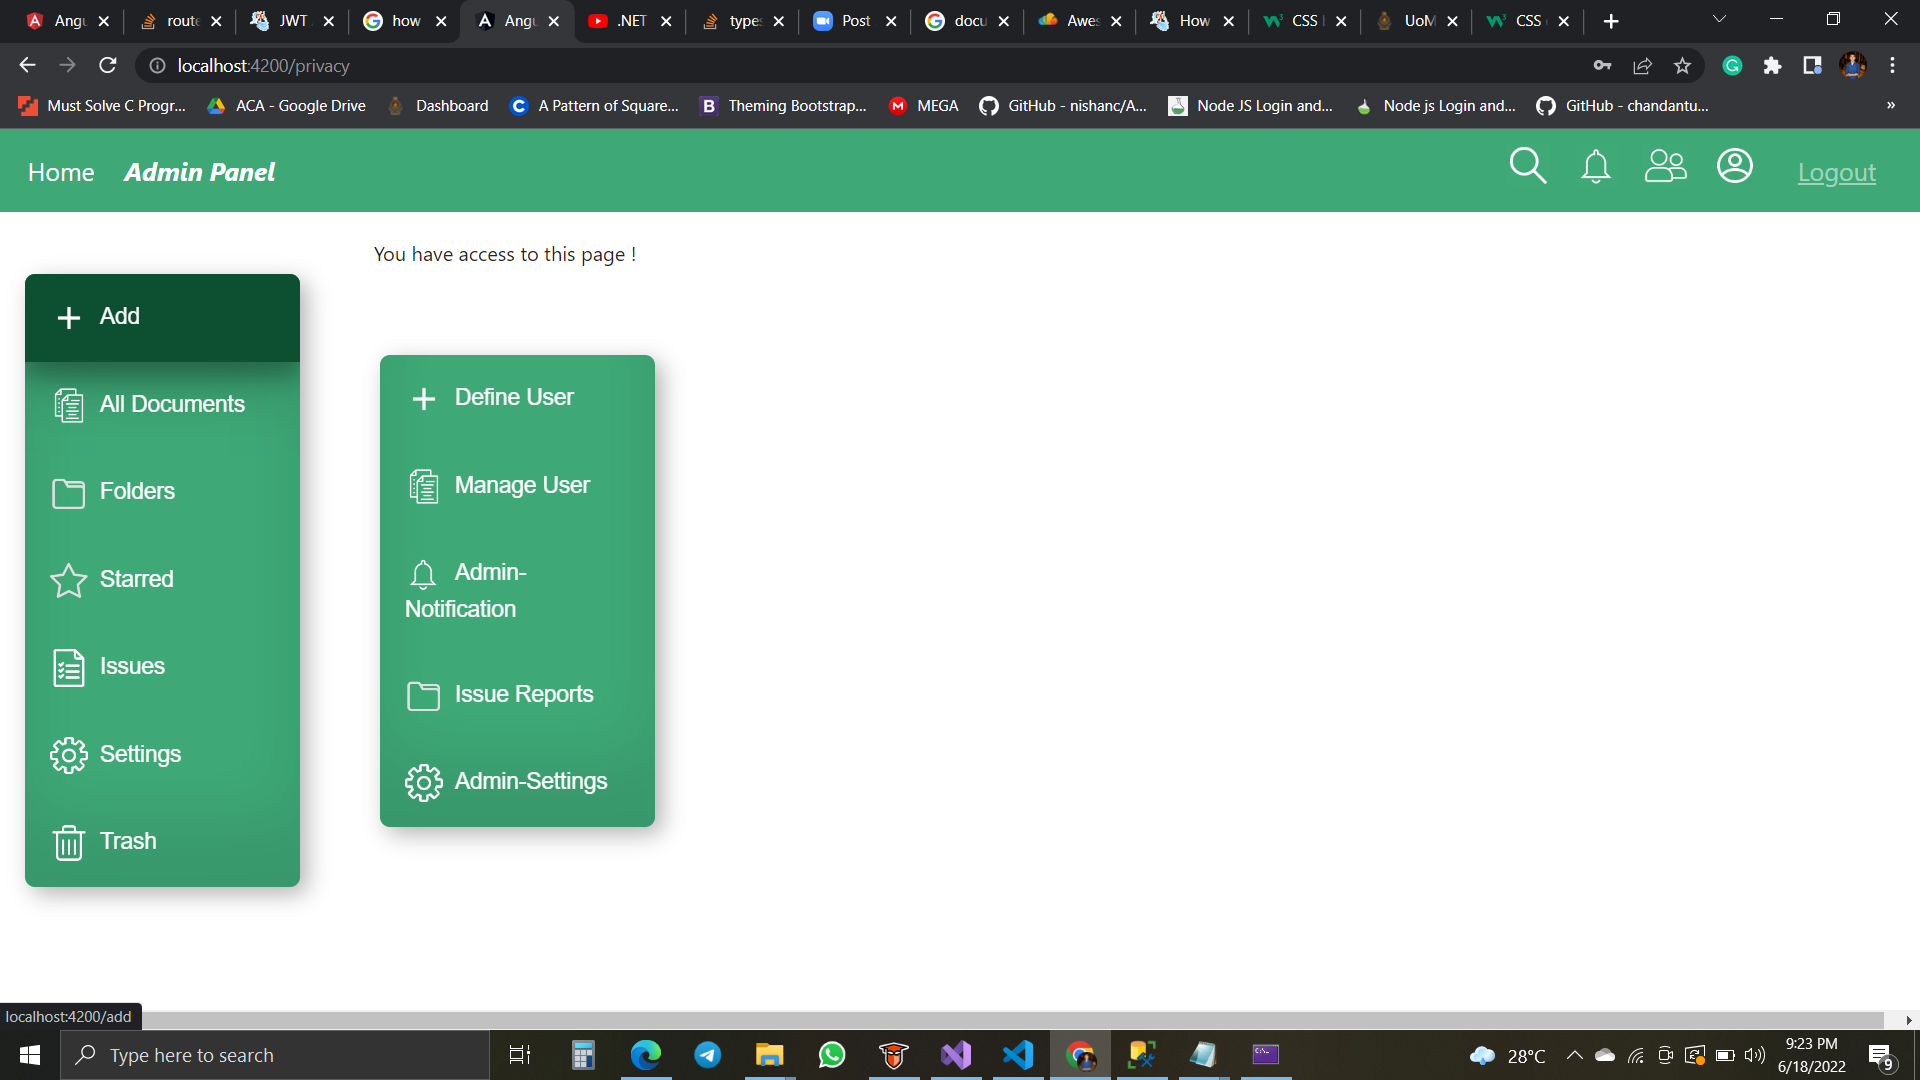 Angu
route
JWT
how
Angu
.NET
types
Post
docu
Awes
How
CSS
UoM
CSS
localhost:4200/privacy
Must Solve C Progr...
ACA - Google Drive
Dashboard
A Pattern of Square...
Theming Bootstrap...
MEGA
GitHub - nishanc/A...
Node JS Login and...
Node js Login and...
GitHub - chandantu...
»
Home
Admin Panel
Logout
You have access to this page !
Add
All Documents
Folders
Starred
Issues
Settings
Trash
Define User
Manage User
Admin-
Notification
Issue Reports
Admin-Settings
localhost:4200/add
Type here to search
28°C
9:23 PM
6/18/2022
9